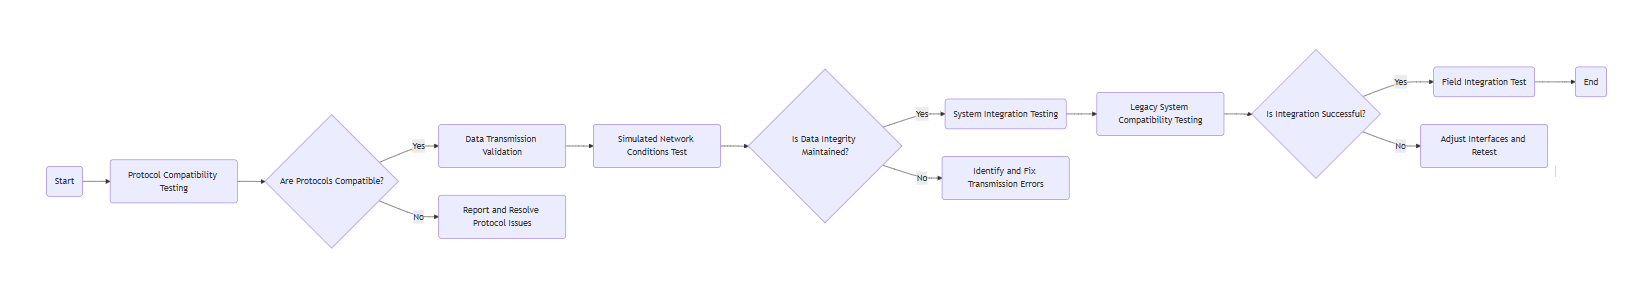 Start
Protocol Compatibility
Testing
Are Protocols Compatible?
Yes
No
Data Transmission
Validation
Report and Resolve
Protocol Issues
Simulated Network
Conditions Test
Is Data Integrity
Maintained?
Yes
No
System Integration Testing
Identify and Fix
Transmission Errors
Legacy System
Compatibility Testing
Is Integration Successful?
Yes
No
Field Integration Test
Adjust Interfaces and
Retest
End